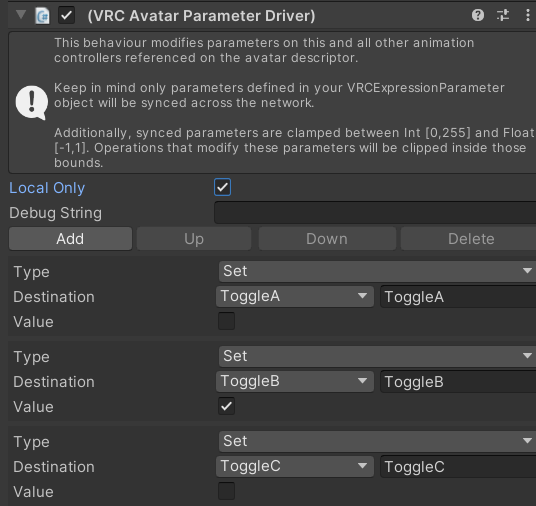 (VRC Avatar Parameter Driver)
This behaviour modifies parameters on this and all other animation
controllers referenced on the avatar descriptor.
Keep in mind only parameters defined in your VRCExpressionParameter
object will be synced across the network.
Additionally, synced parameters are clamped between Int [0,255] and Float
[-1,1]. Operations that modify these parameters will be clipped inside those
bounds.
Local Only
Debug String
Add Up Down Delete
Type Set
Destination ToggleA ToggleA
Value
Type Set
Destination ToggleB ToggleB
Value
Type Set
Destination ToggleC ToggleC
Value